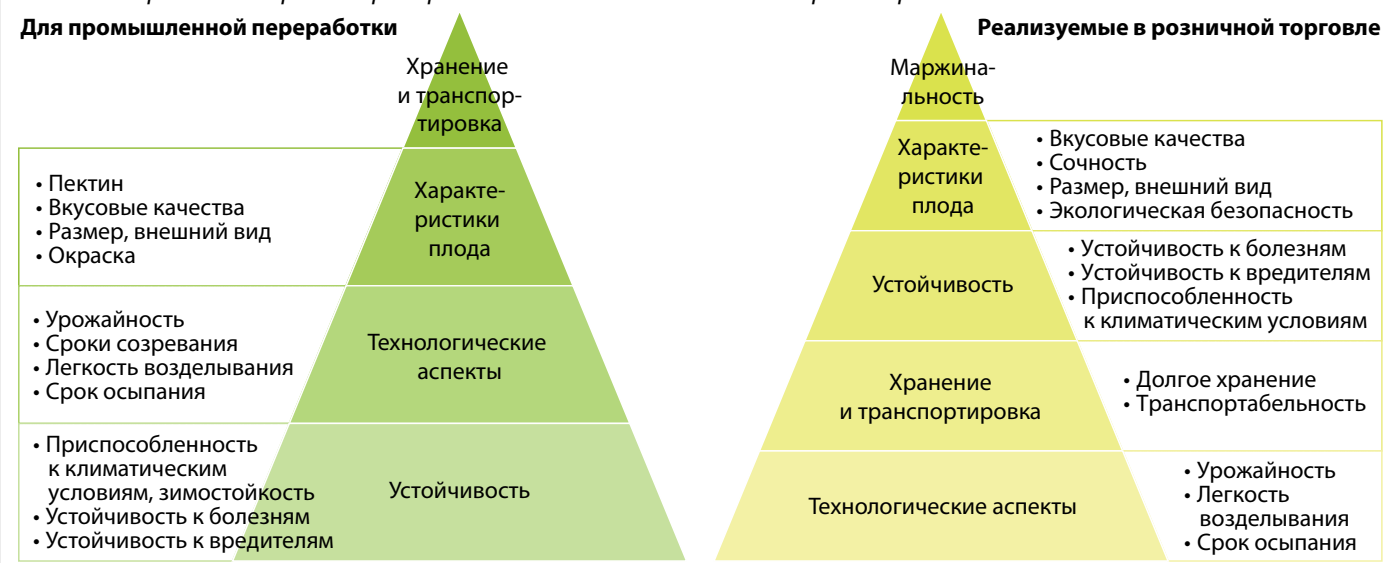 Для промышленной переработки
Хранение
и транспор-
тировка
• Пектин
• Вкусовые качества
• Размер, внешний вид
• Окраска
Характе-
ристики
плода
• Урожайность
• Сроки созревания
• Легкость возделывания
• Срок осыпания
Технологические
аспекты
• Приспособленность
к климатическим
условиям, зимостойкость
• Устойчивость к болезням
• Устойчивость к вредителям
Устойчивость
Реализуемые в розничной торговле
Маржина-
льность
Характе-
ристики
плода
• Вкусовые качества
• Сочность
• Размер, внешний вид
• Экологическая безопасность
Устойчивость
• Устойчивость к болезням
• Устойчивость к вредителям
• Приспособленность
к климатическим условиям
Хранение
и транспортировка
• Долгое хранение
• Транспортабельность
Технологические аспекты
• Урожайность
• Легкость
возделывания
• Срок осыпания